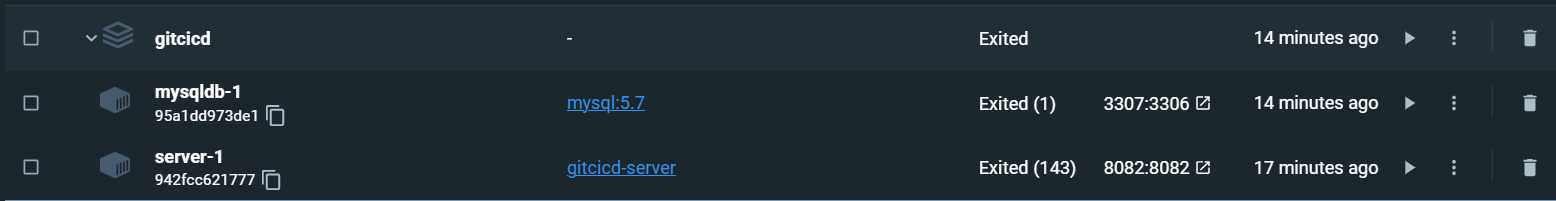 gitcicd - Exited 14 minutes ago
mysqldb-1
95a1dd973de1 mysql:5.7 Exited (1) 3307:3306 14 minutes ago
server-1
942fcc621777 gitcicd-server Exited (143) 8082:8082 17 minutes ago